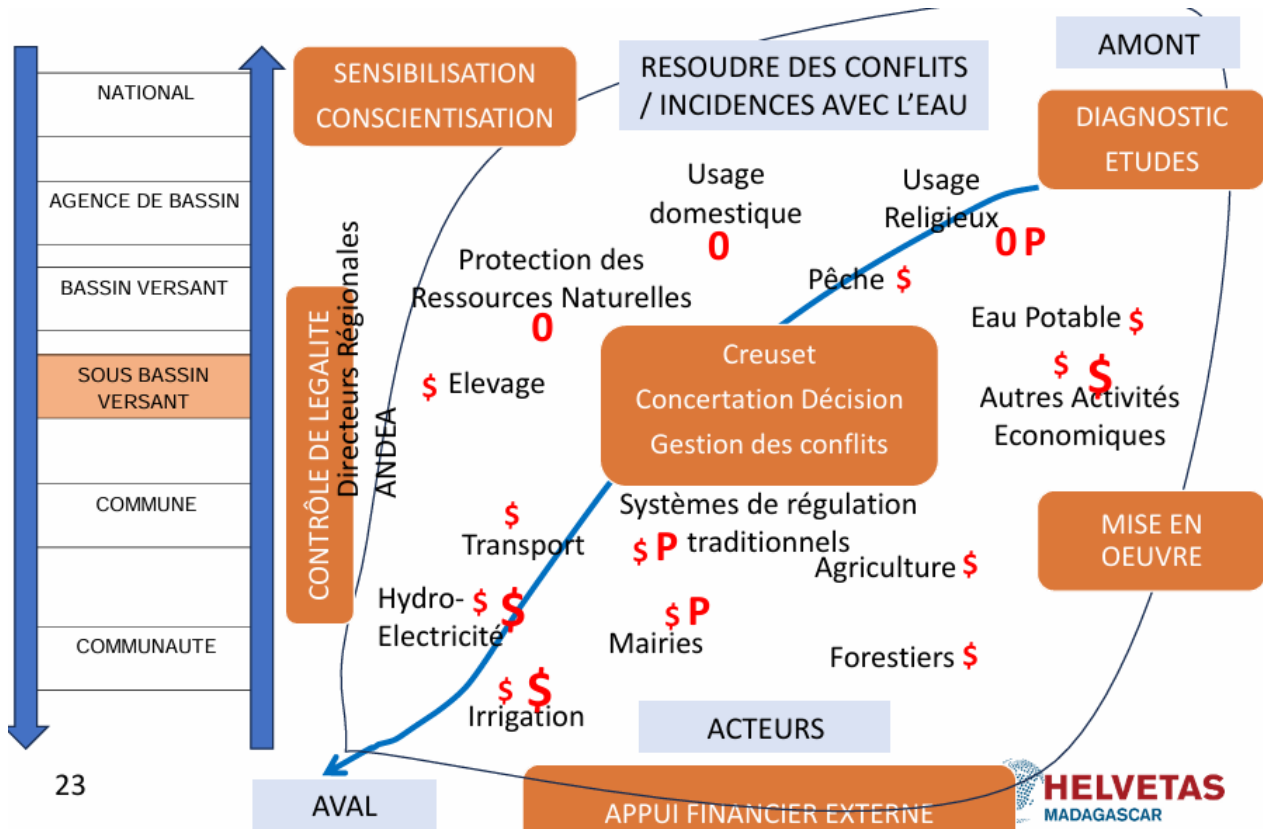 NATIONAL
AGENCE DE BASSIN
BASSIN VERSANT
SOUS BASSIN
VERSANT
COMMUNE
COMMUNAUTE
SENSIBILISATION
CONSCIENTISATION
RESOUDRE DES CONFLITS
/ INCIDENCES AVEC L’EAU
AMONT
DIAGNOSTIC
ETUDES
CONTRÔLE DE LEGALITE
Directeurs Régionales
ANDEA
Usage
domestique
0
Usage
Religieux
0 P
Protection des
Ressources Naturelles
0
Pêche $
Eau Potable $
$ $
Autres Activités
Economiques
$ Elevage
Creuset
Concertation Décision
Gestion des conflits
$
Transport
Systèmes de régulation
$ P traditionnels
Agriculture $
MISE EN
OEUVRE
Hydro- $ $
Electricité
$ P
Mairies
Forestiers $
$ $
Irrigation
ACTEURS
AVAL
APPUI FINANCIER EXTERNE
23
HELVETAS
MADAGASCAR